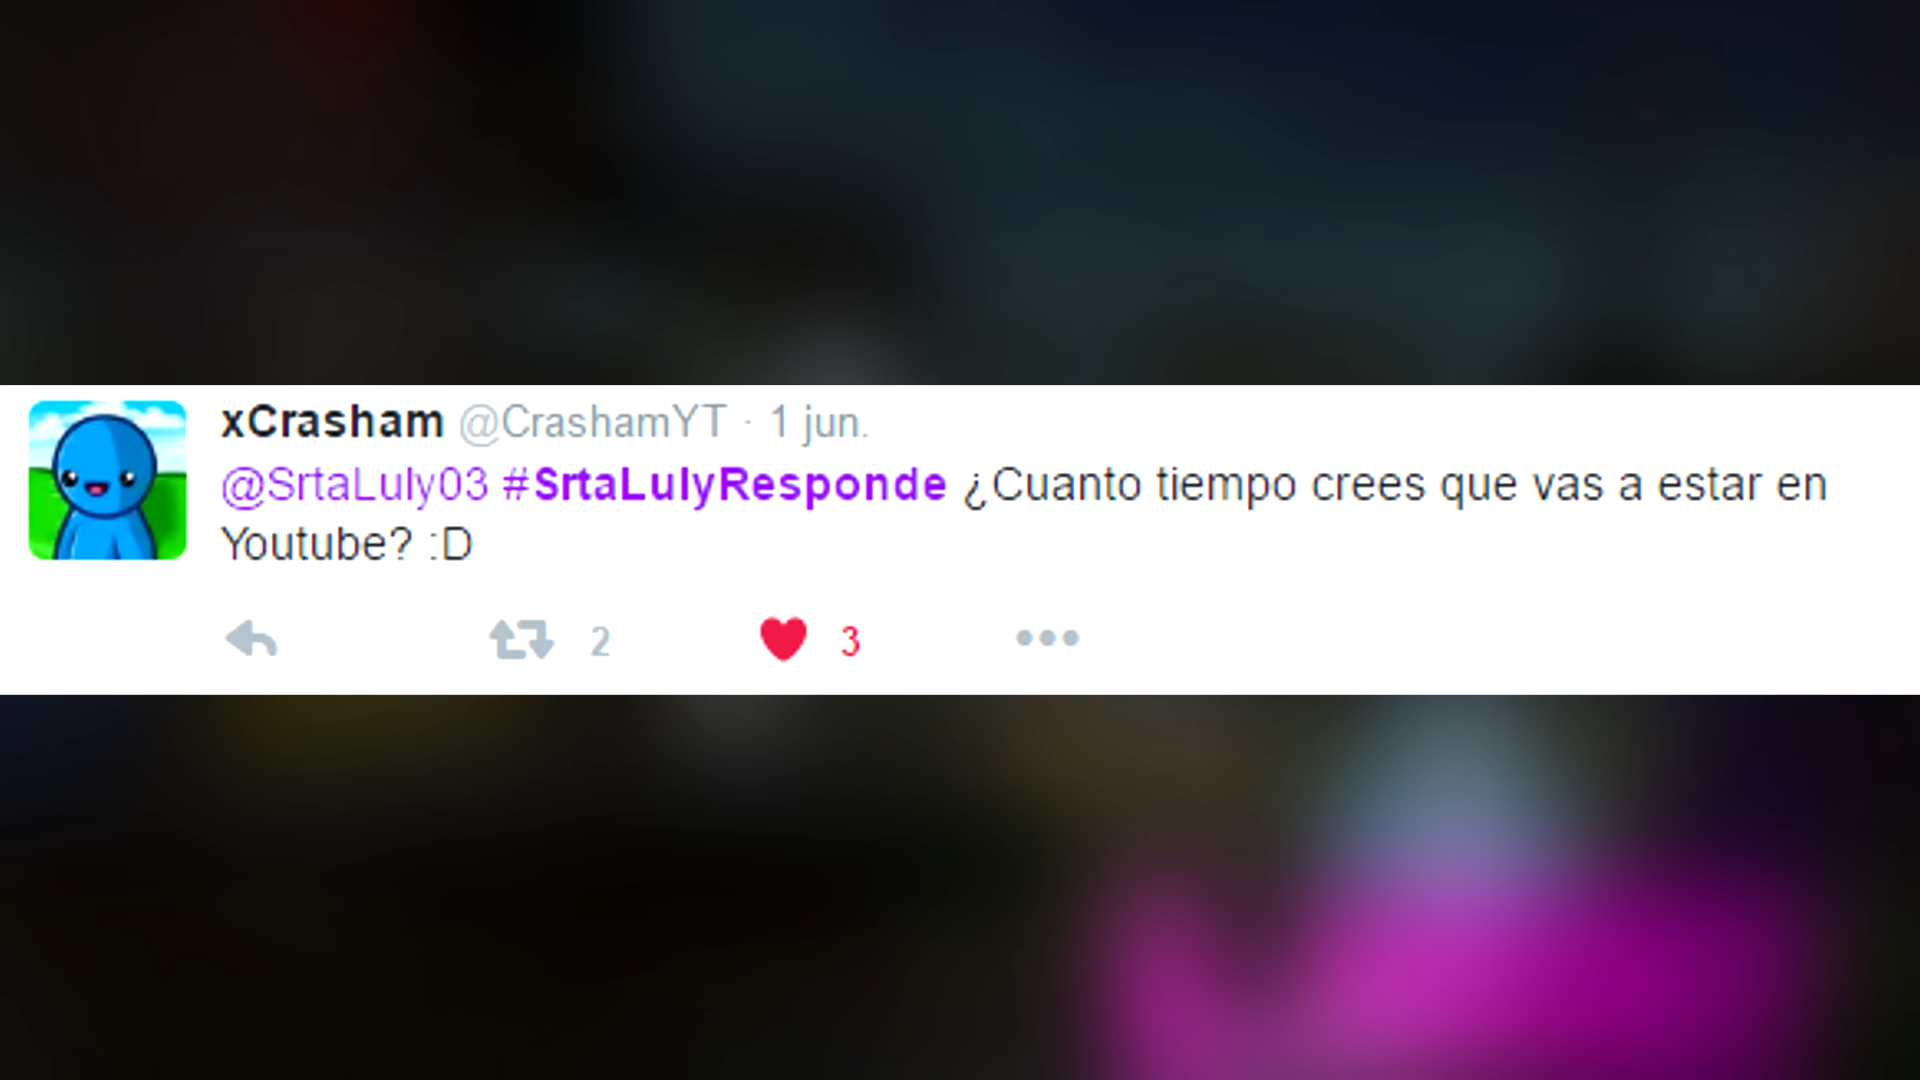 xCrasham @CrashamYT · 1 jun.
@SrtaLuly03 #SrtaLulyResponde ¿Cuanto tiempo crees que vas a estar en
Youtube? :D
2 3